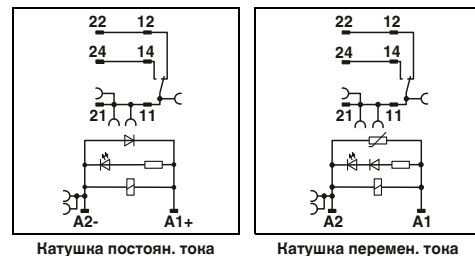 22 12
24 14
21 11
A2- A1+
Катушка постоян. тока
22 12
24 14
21 11
A2 A1
Катушка перемен. тока